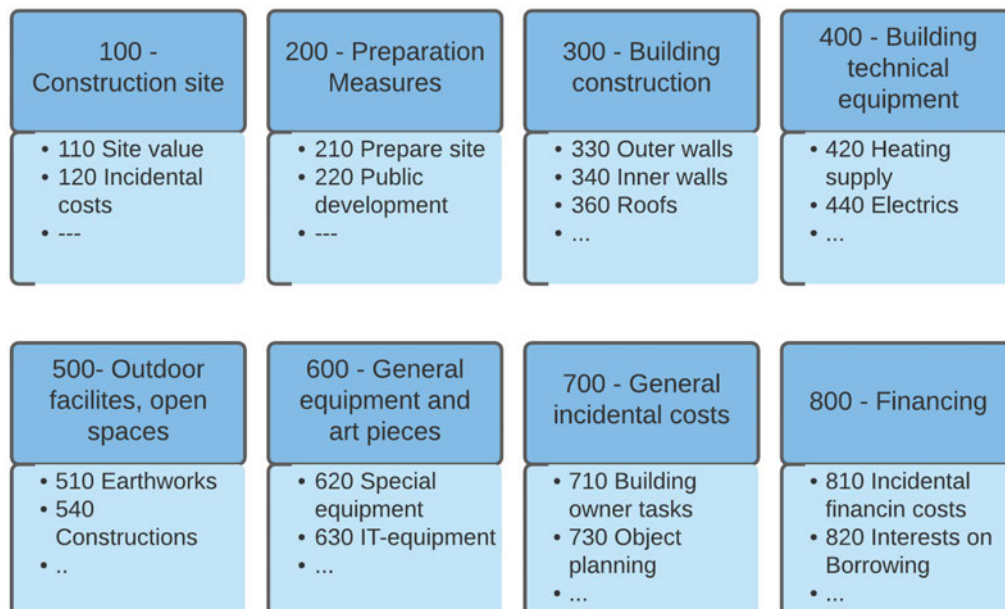 100 -
Construction site
• 110 Site value
• 120 Incidental
costs
• ---
200 - Preparation
Measures
• 210 Prepare site
• 220 Public
development
• ---
300 - Building
construction
• 330 Outer walls
• 340 Inner walls
• 360 Roofs
• ...
400 - Building
technical
equipment
• 420 Heating
supply
• 440 Electrics
• ...
500- Outdoor
facilites, open
spaces
• 510 Earthworks
• 540
Constructions
• ..
600 - General
equipment and
art pieces
• 620 Special
equipment
• 630 IT-equipment
• ...
700 - General
incidental costs
• 710 Building
owner tasks
• 730 Object
planning
• ...
800 - Financing
• 810 Incidental
financin costs
• 820 Interests on
Borrowing
• ...